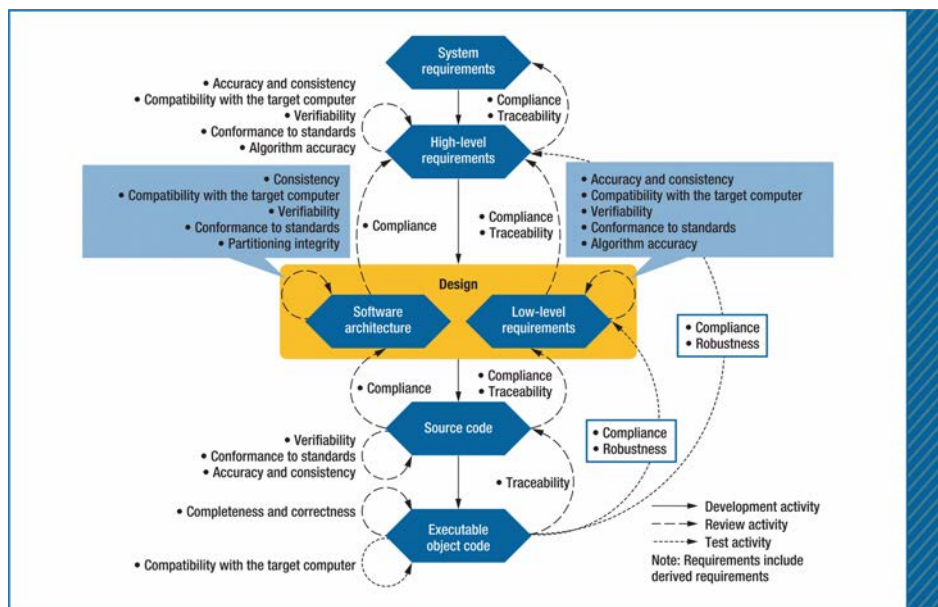 System
requirements
• Accuracy and consistency
• Compatibility with the target computer
• Verifiability
• Conformance to standards
• Algorithm accuracy
• Compliance
• Traceability
High-level
requirements
• Consistency
• Compatibility with the target computer
• Verifiability
• Conformance to standards
• Partitioning integrity
• Compliance
• Compliance
• Traceability
• Accuracy and consistency
• Compatibility with the target computer
• Verifiability
• Conformance to standards
• Algorithm accuracy
Design
Software
architecture
Low-level
requirements
• Compliance
• Robustness
• Compliance
• Compliance
• Traceability
Source code
• Verifiability
• Conformance to standards
• Accuracy and consistency
• Compliance
• Robustness
• Traceability
• Completeness and correctness
Executable
object code
• Compatibility with the target computer
Development activity
Review activity
Test activity
Note: Requirements include
derived requirements